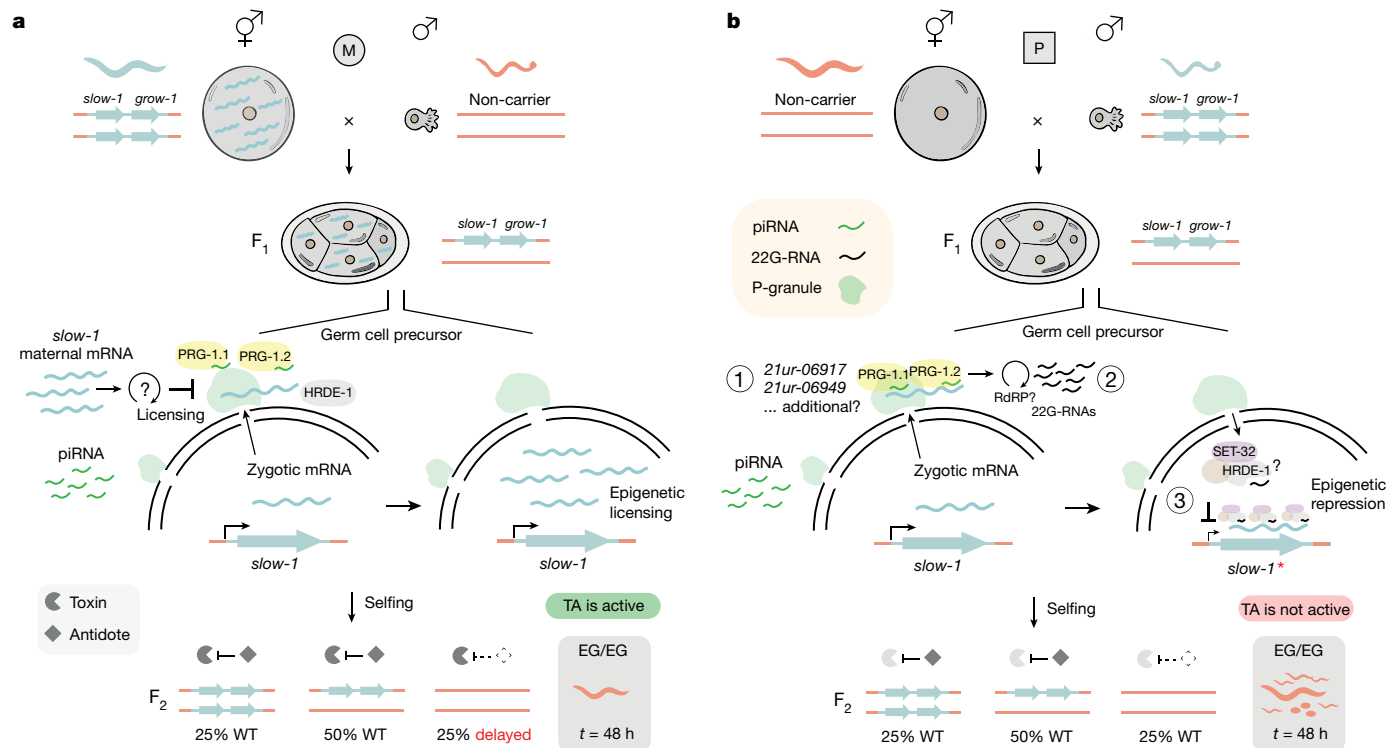 a
⚥
M
♂
slow-1 grow-1
Non-carrier
×
F1
slow-1 grow-1
Germ cell precursor
slow-1
maternal mRNA
?
Licensing
PRG-1.1
PRG-1.2
HRDE-1
piRNA
Zygotic mRNA
slow-1
Epigenetic
licensing
slow-1
Toxin
Antidote
Selfing
TA is active
F2
25% WT
50% WT
25% delayed
EG/EG
t = 48 h
b
⚥
P
♂
Non-carrier
slow-1 grow-1
×
piRNA
22G-RNA
P-granule
F1
slow-1 grow-1
Germ cell precursor
1
21ur-06917
21ur-06949
... additional?
PRG-1.1
PRG-1.2
RdRP?
22G-RNAs
2
piRNA
Zygotic mRNA
slow-1
SET-32
HRDE-1
?
3
Epigenetic
repression
slow-1*
Selfing
TA is not active
F2
25% WT
50% WT
25% WT
EG/EG
t = 48 h